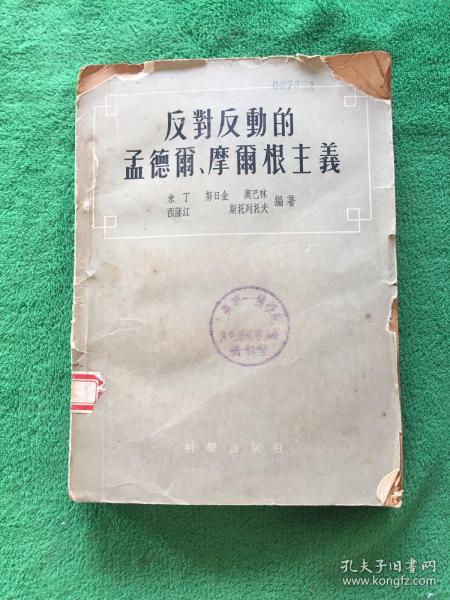 007892
反對反動的
孟德爾、摩爾根主義
米丁 努日金 奧巴林
西薩江 斯托列托夫
編著
科學出版社
孔夫子旧书网
www.kongfz.com